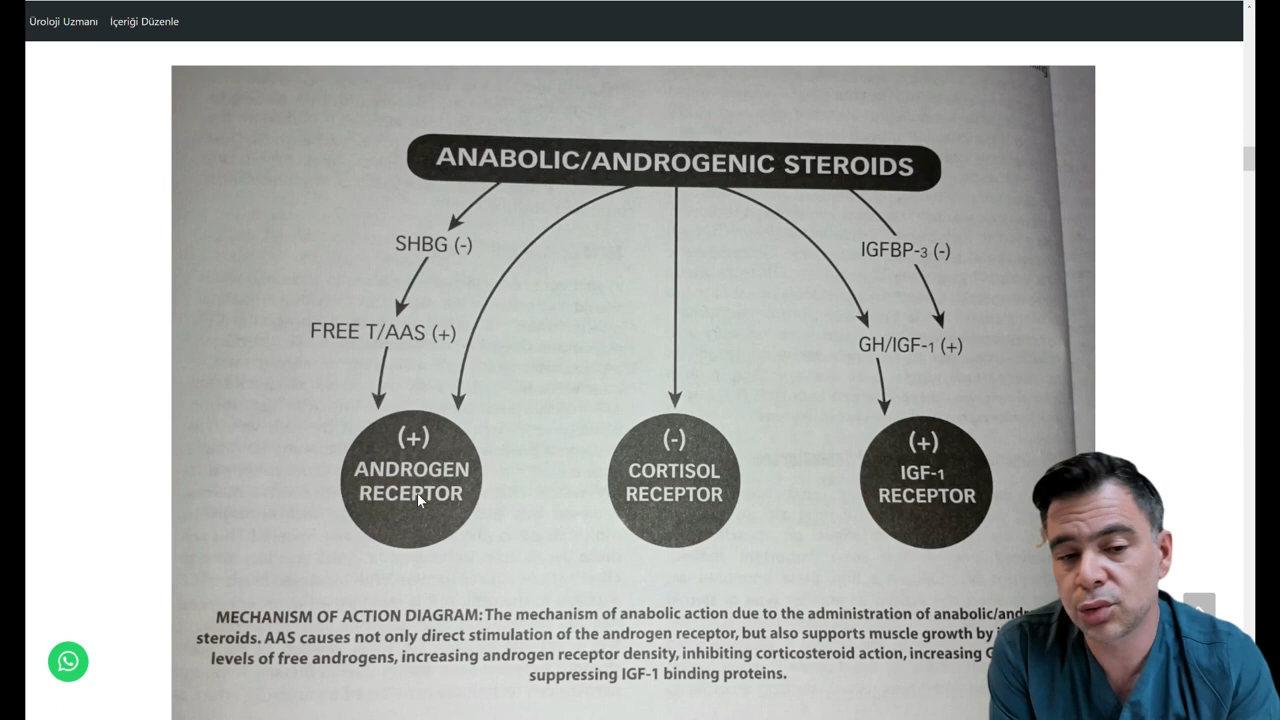 Üroloji Uzmanı İçeriği Düzenle
ANABOLIC/ANDROGENIC STEROIDS
SHBG (-)
IGFBP-3 (-)
FREE T/AAS (+)
GH/IGF-1 (+)
(+)
ANDROGEN
RECEPTOR
(-)
CORTISOL
RECEPTOR
(+)
IGF-1
RECEPTOR
MECHANISM OF ACTION DIAGRAM: The mechanism of anabolic action due to the administration of
steroids. AAS causes not only direct stimulation of the androgen receptor, but also supports muscle growth by
levels of free androgens, increasing androgen receptor density, inhibiting corticosteroid action, increasing
suppressing IGF-1 binding proteins.